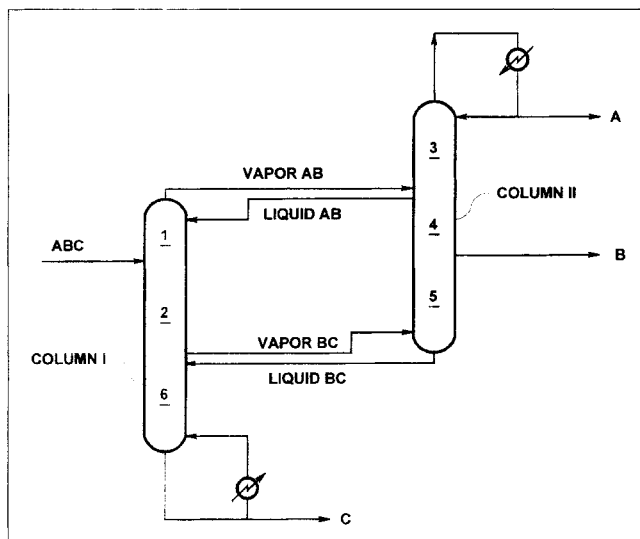 A
3
VAPOR AB
COLUMN II
LIQUID AB
1
4
ABC
B
2
5
VAPOR BC
COLUMN I
LIQUID BC
6
C